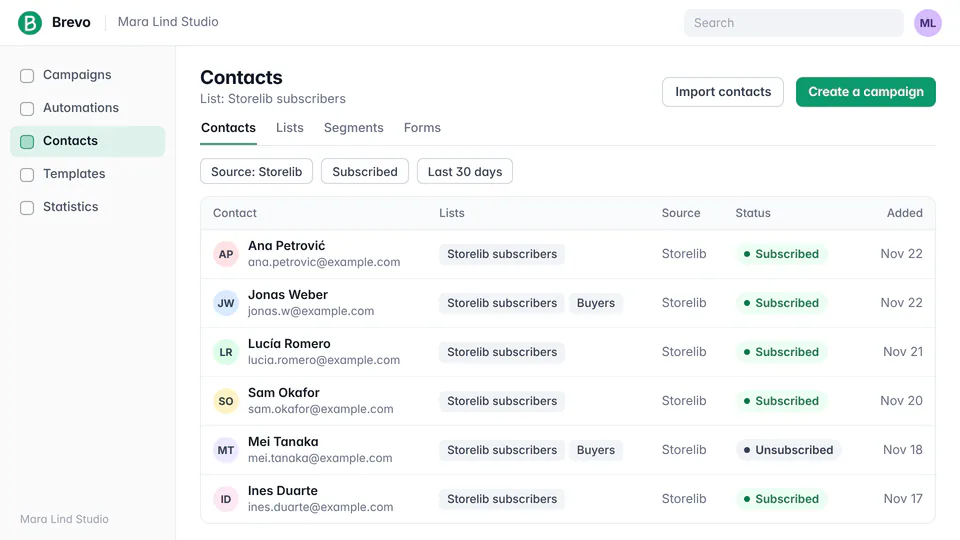 B Brevo Mara Lind Studio Search ML
Campaigns
Automations
Contacts
Templates
Statistics
Mara Lind Studio
Contacts
List: Storelib subscribers
Import contacts Create a campaign
Contacts Lists Segments Forms
Source: Storelib Subscribed Last 30 days
Contact Lists Source Status Added
AP Ana Petrović Storelib subscribers Storelib Subscribed Nov 22
ana.petrovic@example.com
JW Jonas Weber Storelib subscribers Buyers Storelib Subscribed Nov 22
jonas.w@example.com
LR Lucía Romero Storelib subscribers Storelib Subscribed Nov 21
lucia.romero@example.com
SO Sam Okafor Storelib subscribers Storelib Subscribed Nov 20
sam.okafor@example.com
MT Mei Tanaka Storelib subscribers Buyers Storelib Unsubscribed Nov 18
mei.tanaka@example.com
ID Ines Duarte Storelib subscribers Storelib Subscribed Nov 17
ines.duarte@example.com